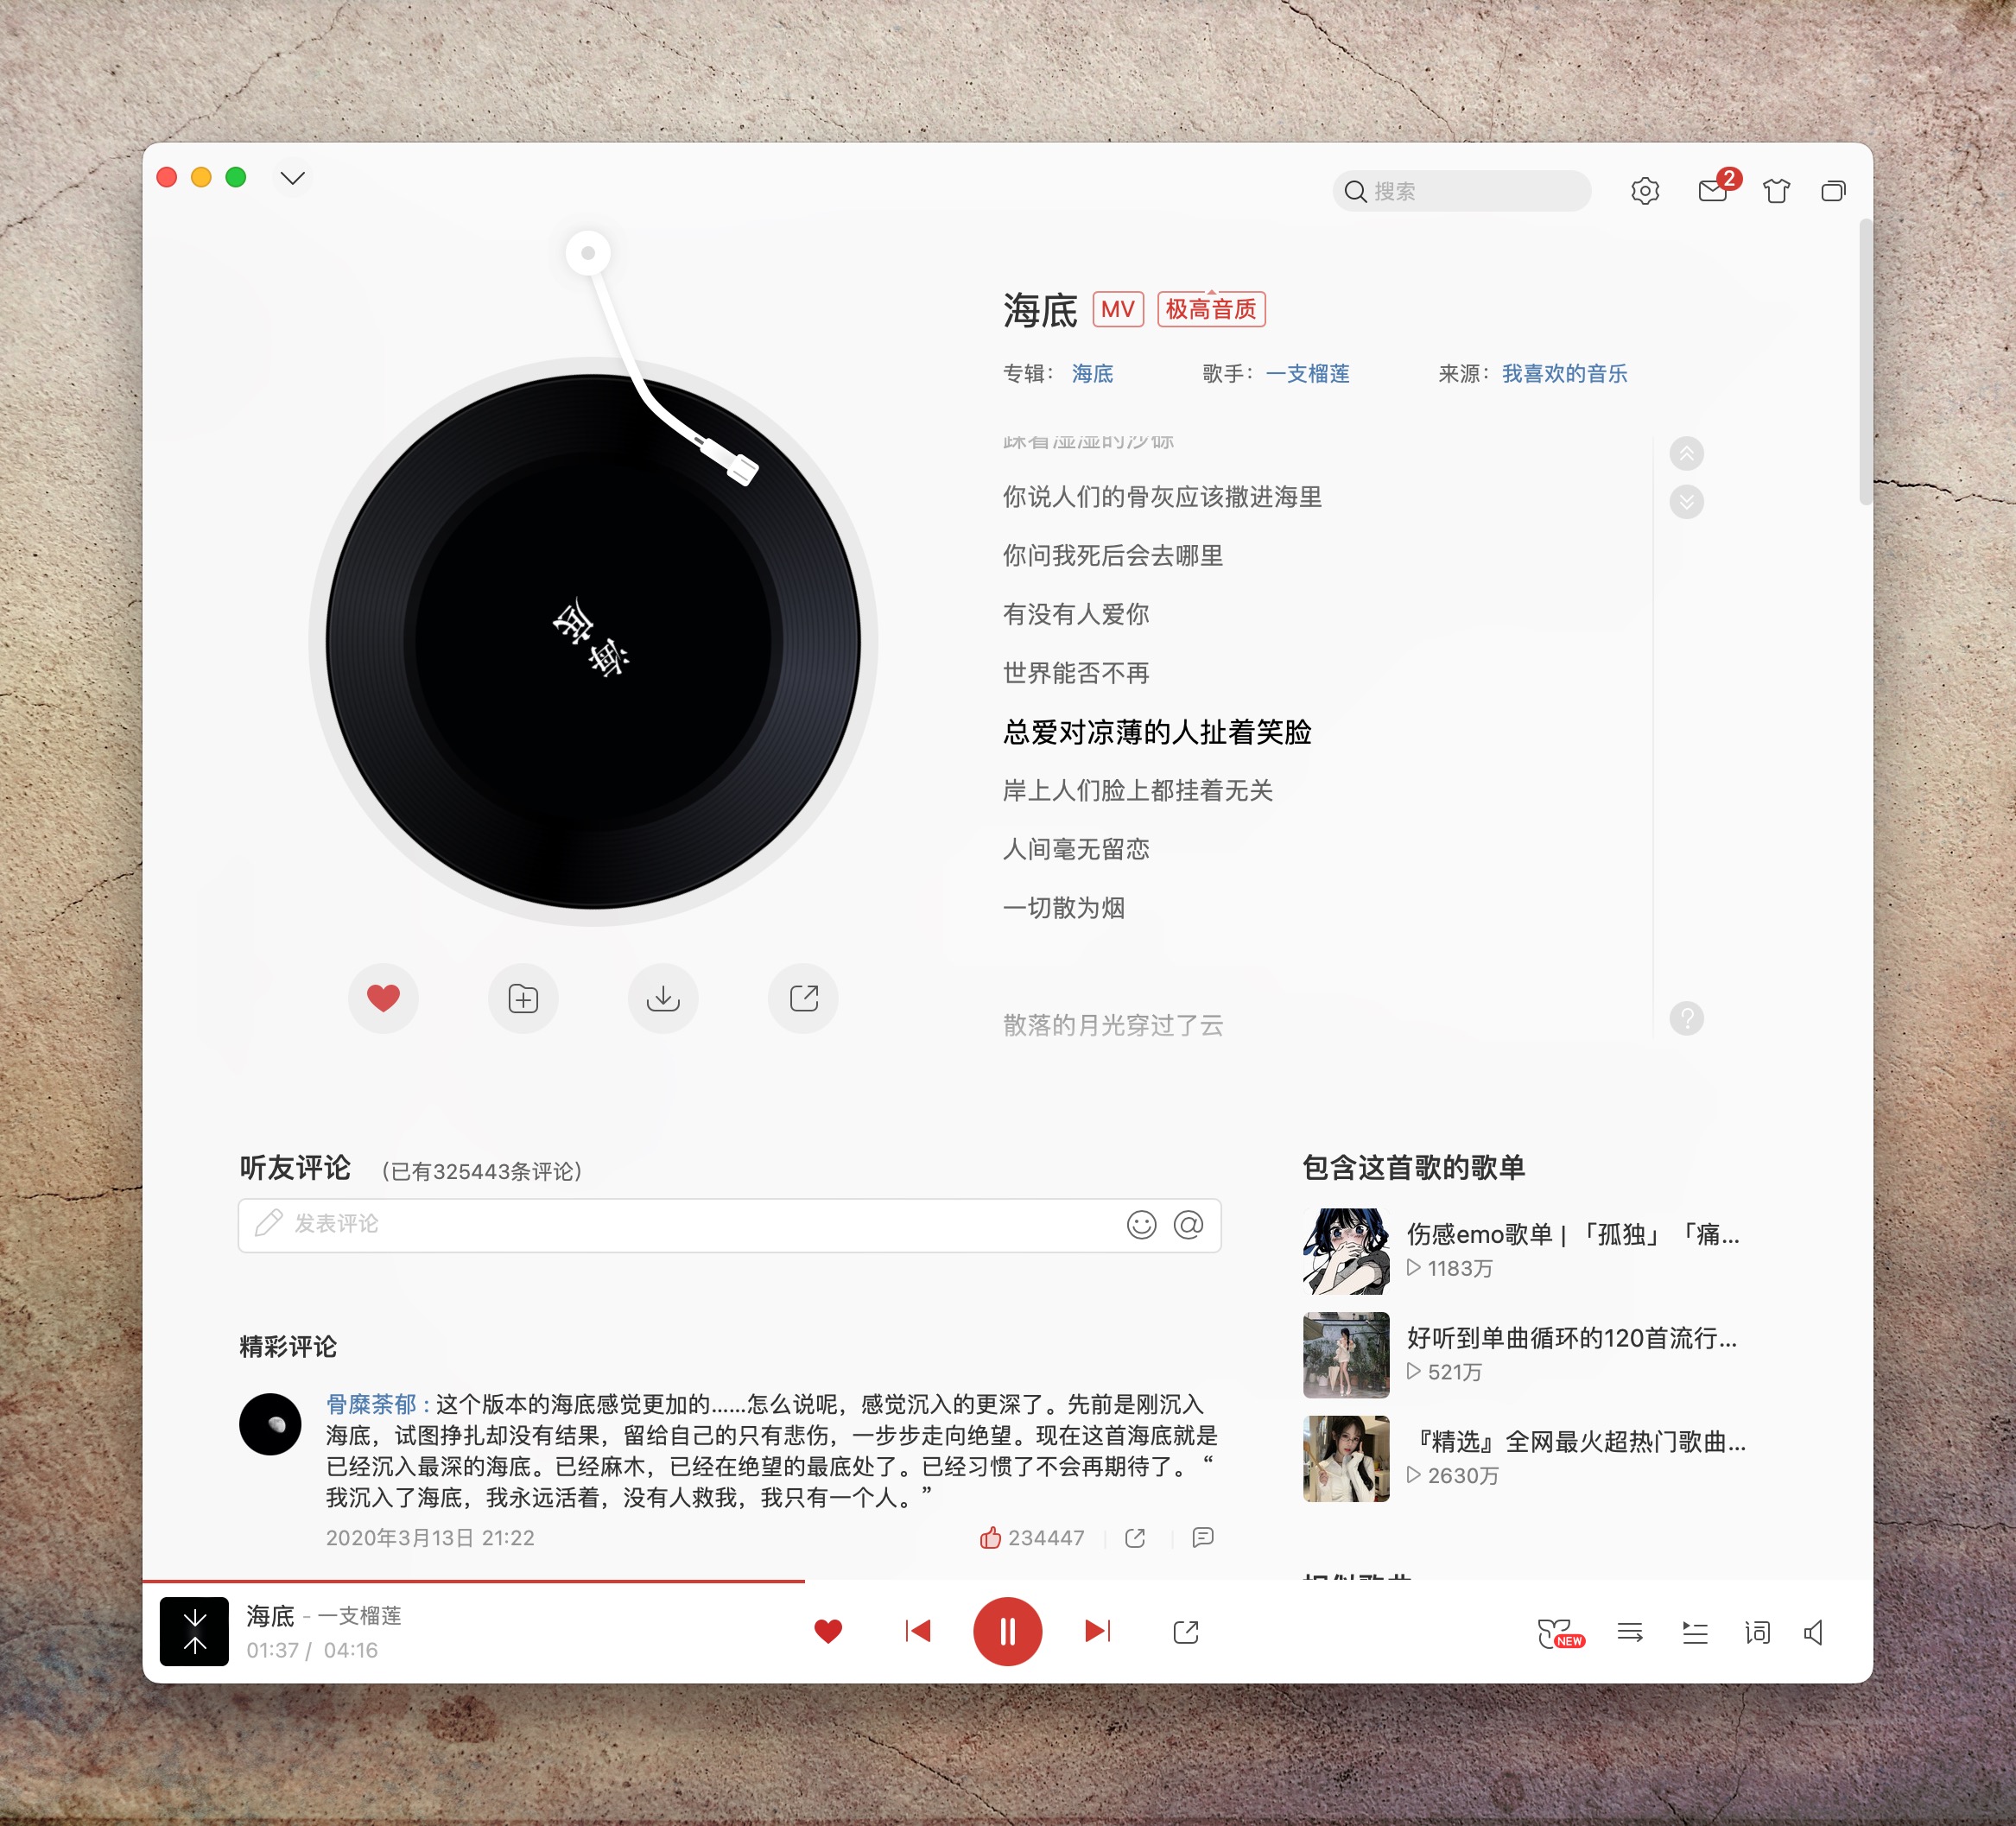 搜索
2
海底 MV 极高音质
专辑： 海底 歌手：一支榴莲 来源：我喜欢的音乐
踩着湿湿的沙砾
你说人们的骨灰应该撒进海里
你问我死后会去哪里
有没有人爱你
世界能否不再
总爱对凉薄的人扯着笑脸
岸上人们脸上都挂着无关
人间毫无留恋
一切散为烟
散落的月光穿过了云
海底
听友评论 （已有325443条评论）
发表评论
精彩评论
骨糜荼郁：这个版本的海底感觉更加的......怎么说呢，感觉沉入的更深了。先前是刚沉入
海底，试图挣扎却没有结果，留给自己的只有悲伤，一步步走向绝望。现在这首海底就是
已经沉入最深的海底。已经麻木，已经在绝望的最底处了。已经习惯了不会再期待了。“
我沉入了海底，我永远活着，没有人救我，我只有一个人。”
2020年3月13日 21:22
234447
包含这首歌的歌单
伤感emo歌单 | 「孤独」「痛...
1183万
好听到单曲循环的120首流行...
521万
『精选』全网最火超热门歌曲...
2630万
相似歌曲
海底 - 一支榴莲
01:37 / 04:16
NEW
词